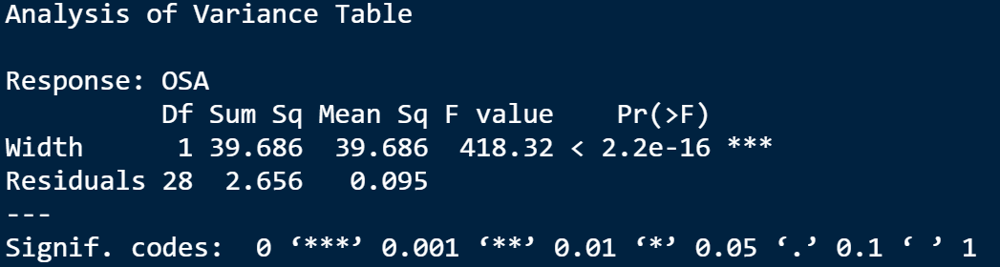 Analysis of Variance Table
Response: OSA
Df Sum Sq Mean Sq F value Pr(>F)
Width 1 39.686 39.686 418.32 < 2.2e-16 ***
Residuals 28 2.656 0.095
---
Signif. codes: 0 ‘***’ 0.001 ‘**’ 0.01 ‘*’ 0.05 ‘.’ 0.1 ‘ ’ 1